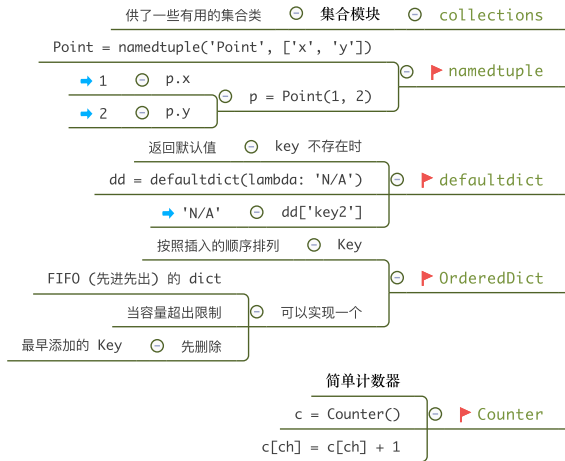 供了一些有用的集合类 集合模块 collections
Point = namedtuple('Point', ['x', 'y'])
namedtuple
1 p.x
p = Point(1, 2)
2 p.y
返回默认值 key 不存在时
dd = defaultdict(lambda: 'N/A') defaultdict
'N/A' dd['key2']
按照插入的顺序排列 Key
FIFO (先进先出) 的 dict OrderedDict
当容量超出限制 可以实现一个
最早添加的 Key 先删除
简单计数器
c = Counter() Counter
c[ch] = c[ch] + 1